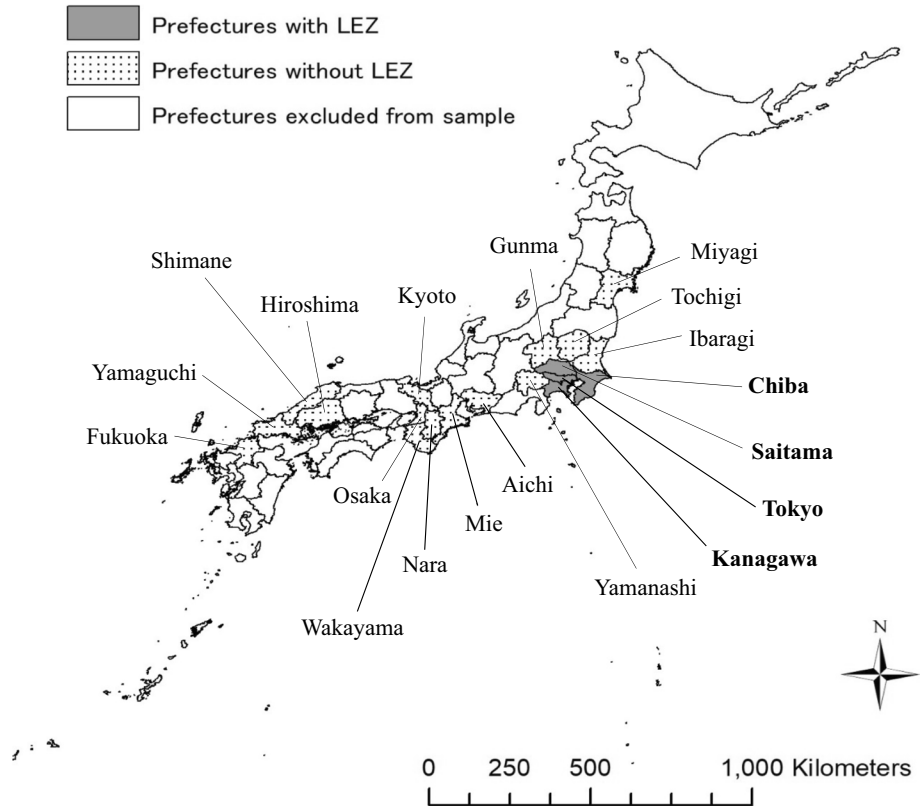 Prefectures with LEZ
Prefectures without LEZ
Prefectures excluded from sample
Gunma
Miyagi
Shimane
Tochigi
Hiroshima
Kyoto
Ibaragi
Yamaguchi
Chiba
Fukuoka
Saitama
Osaka
Aichi
Tokyo
Mie
Kanagawa
Nara
Yamanashi
Wakayama
N
0 250 500 1,000 Kilometers